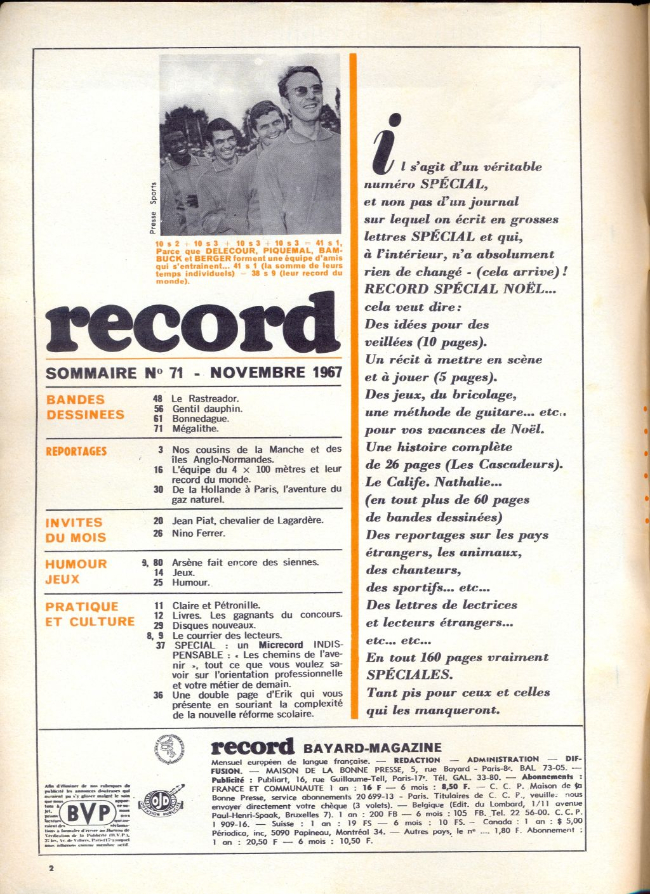 Presse Sports
10 s 2 + 10 s 3 + 10 s 3 + 10 s 3 = 41 s 1,
Parce que DELECOUR, PIQUEMAL, BAM-
BUCK et BERGER forment une équipe d'amis
qui s'entraînent... 41 s 1 (la somme de leurs
temps individuels) = 38 s 9 (leur record du
monde).
record
SOMMAIRE No 71 - NOVEMBRE 1967
BANDES
DESSINEES
48 Le Rastreador.
56 Gentil dauphin.
61 Bonnedague.
71 Mégalithe.
REPORTAGES
3 Nos cousins de la Manche et des
îles Anglo-Normandes.
16 L'équipe du 4 × 100 mètres et leur
record du monde.
30 De la Hollande à Paris, l'aventure du
gaz naturel.
INVITES
DU MOIS
20 Jean Piat, chevalier de Lagardère.
26 Nino Ferrer.
HUMOUR
JEUX
9, 80 Arsène fait encore des siennes.
14 Jeux.
25 Humour.
PRATIQUE
ET CULTURE
11 Claire et Pétronille.
12 Livres. Les gagnants du concours.
29 Disques nouveaux.
8, 9 Le courrier des lecteurs.
37 SPECIAL : un Micrecord INDIS-
PENSABLE : « Les chemins de l'ave-
nir », tout ce que vous voulez sa-
voir sur l'orientation professionnelle
et votre métier de demain.
36 Une double page d'Erik qui vous
présente en souriant la complexité
de la nouvelle réforme scolaire.
il s'agit d'un véritable
numéro SPÉCIAL,
et non pas d'un journal
sur lequel on écrit en grosses
lettres SPÉCIAL et qui,
à l'intérieur, n'a absolument
rien de changé - (cela arrive) !
RECORD SPÉCIAL NOËL...
cela veut dire :
Des idées pour des
veillées (10 pages).
Un récit à mettre en scène
et à jouer (5 pages).
Des jeux, du bricolage,
une méthode de guitare... etc..
pour vos vacances de Noël.
Une histoire complète
de 26 pages (Les Cascadeurs).
Le Calife. Nathalie...
(en tout plus de 60 pages
de bandes dessinées)
Des reportages sur les pays
étrangers, les animaux,
des chanteurs,
des sportifs... etc...
Des lettres de lectrices
et lecteurs étrangers...
etc... etc...
En tout 160 pages vraiment
SPÉCIALES.
Tant pis pour ceux et celles
qui les manqueront.
BVP
OJD
record BAYARD-MAGAZINE
Mensuel européen de langue française. — REDACTION — ADMINISTRATION — DIF-
FUSION. — MAISON DE LA BONNE PRESSE, 5, rue Bayard - Paris-8e. BAL 73-05. —
Publicité : Publiart, 16, rue Guillaume-Tell, Paris-17e. Tél. GAL. 33-80. — Abonnements :
FRANCE ET COMMUNAUTE 1 an : 16 F — 6 mois : 8,50 F. — C. C. P. Maison de la
Bonne Presse, service abonnements 20 699-13 - Paris. Titulaires de C. C. P., veuillez nous
envoyer directement votre chèque (3 volets). — Belgique (Edit. du Lombard, 1/11 avenue
Paul-Henri-Spaak, Bruxelles 7). 1 an : 200 FB — 6 mois : 105 FB. Tel. 22 56-00. C. C. P.
1 909-16. — Suisse : 1 an : 19 FS — 6 mois : 10 FS. - Canada : 1 an : $ 5,00
Périodica, inc, 5090 Papineau, Montréal 34. — Autres pays, le no .... 1,80 F. Abonnement :
1 an : 20,50 F — 6 mois : 10,50 F.
2